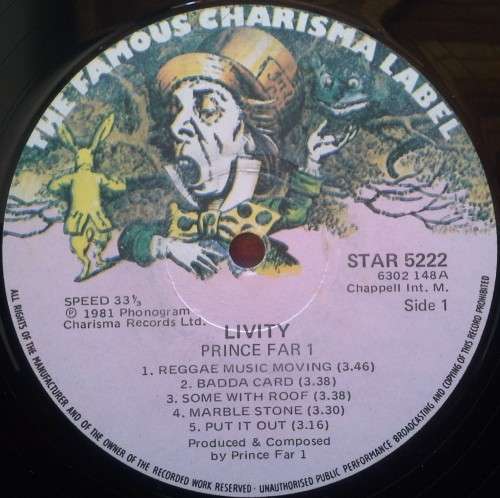 THE FAMOUS CHARISMA LABEL
STAR 5222
6302 148A
Chappell Int. M.
Side 1
SPEED 33⅓
℗ 1981 Phonogram
Charisma Records Ltd.
LIVITY
PRINCE FAR 1
1. REGGAE MUSIC MOVING (3.46)
2. BADDA CARD (3.38)
3. SOME WITH ROOF (3.38)
4. MARBLE STONE (3.30)
5. PUT IT OUT (3.16)
Produced & Composed
by Prince Far 1
ALL RIGHTS OF THE MANUFACTURER AND OF THE OWNER OF THE RECORDED WORK RESERVED · UNAUTHORISED PUBLIC PERFORMANCE BROADCASTING AND COPYING OF THIS RECORD PROHIBITED